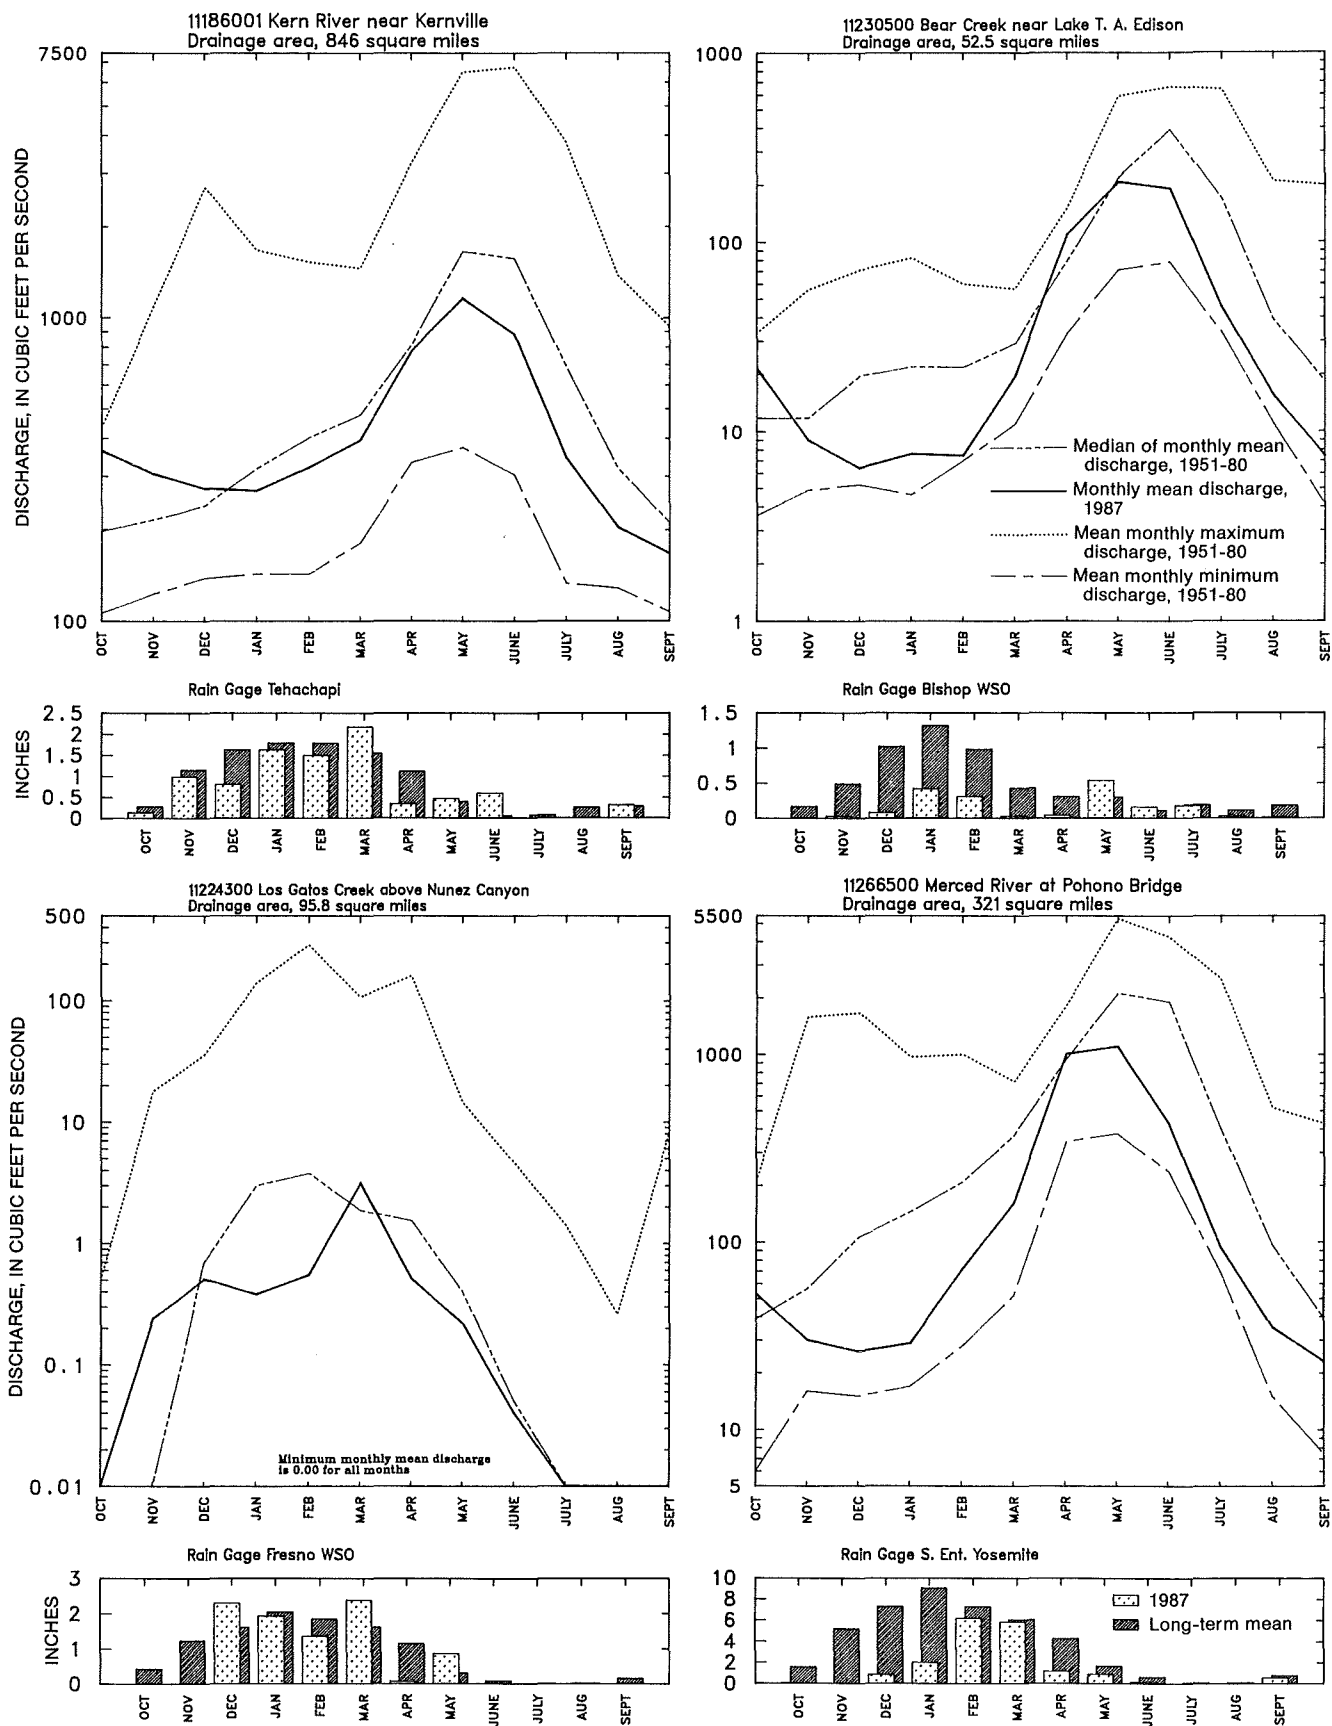 11186001 Kern River near Kernville
Drainage area, 846 square miles
7500
1000
100
DISCHARGE, IN CUBIC FEET PER SECOND
OCT
NOV
DEC
JAN
FEB
MAR
APR
MAY
JUNE
JULY
AUG
SEPT
11230500 Bear Creek near Lake T. A. Edison
Drainage area, 52.5 square miles
1000
100
10
1
Median of monthly mean
discharge, 1951-80
Monthly mean discharge,
1987
Mean monthly maximum
discharge, 1951-80
Mean monthly minimum
discharge, 1951-80
OCT
NOV
DEC
JAN
FEB
MAR
APR
MAY
JUNE
JULY
AUG
SEPT
Rain Gage Tehachapi
INCHES
2.5
2
1.5
1
0.5
0
OCT
NOV
DEC
JAN
FEB
MAR
APR
MAY
JUNE
JULY
AUG
SEPT
Rain Gage Bishop WSO
1.5
1
0.5
0
OCT
NOV
DEC
JAN
FEB
MAR
APR
MAY
JUNE
JULY
AUG
SEPT
11224300 Los Gatos Creek above Nunez Canyon
Drainage area, 95.8 square miles
500
100
10
1
0.1
0.01
DISCHARGE, IN CUBIC FEET PER SECOND
Minimum monthly mean discharge
is 0.00 for all months
OCT
NOV
DEC
JAN
FEB
MAR
APR
MAY
JUNE
JULY
AUG
SEPT
11266500 Merced River at Pohono Bridge
Drainage area, 321 square miles
5500
1000
100
10
5
OCT
NOV
DEC
JAN
FEB
MAR
APR
MAY
JUNE
JULY
AUG
SEPT
Rain Gage Fresno WSO
INCHES
3
2
1
0
OCT
NOV
DEC
JAN
FEB
MAR
APR
MAY
JUNE
JULY
AUG
SEPT
Rain Gage S. Ent. Yosemite
10
8
6
4
2
0
1987
Long-term mean
OCT
NOV
DEC
JAN
FEB
MAR
APR
MAY
JUNE
JULY
AUG
SEPT